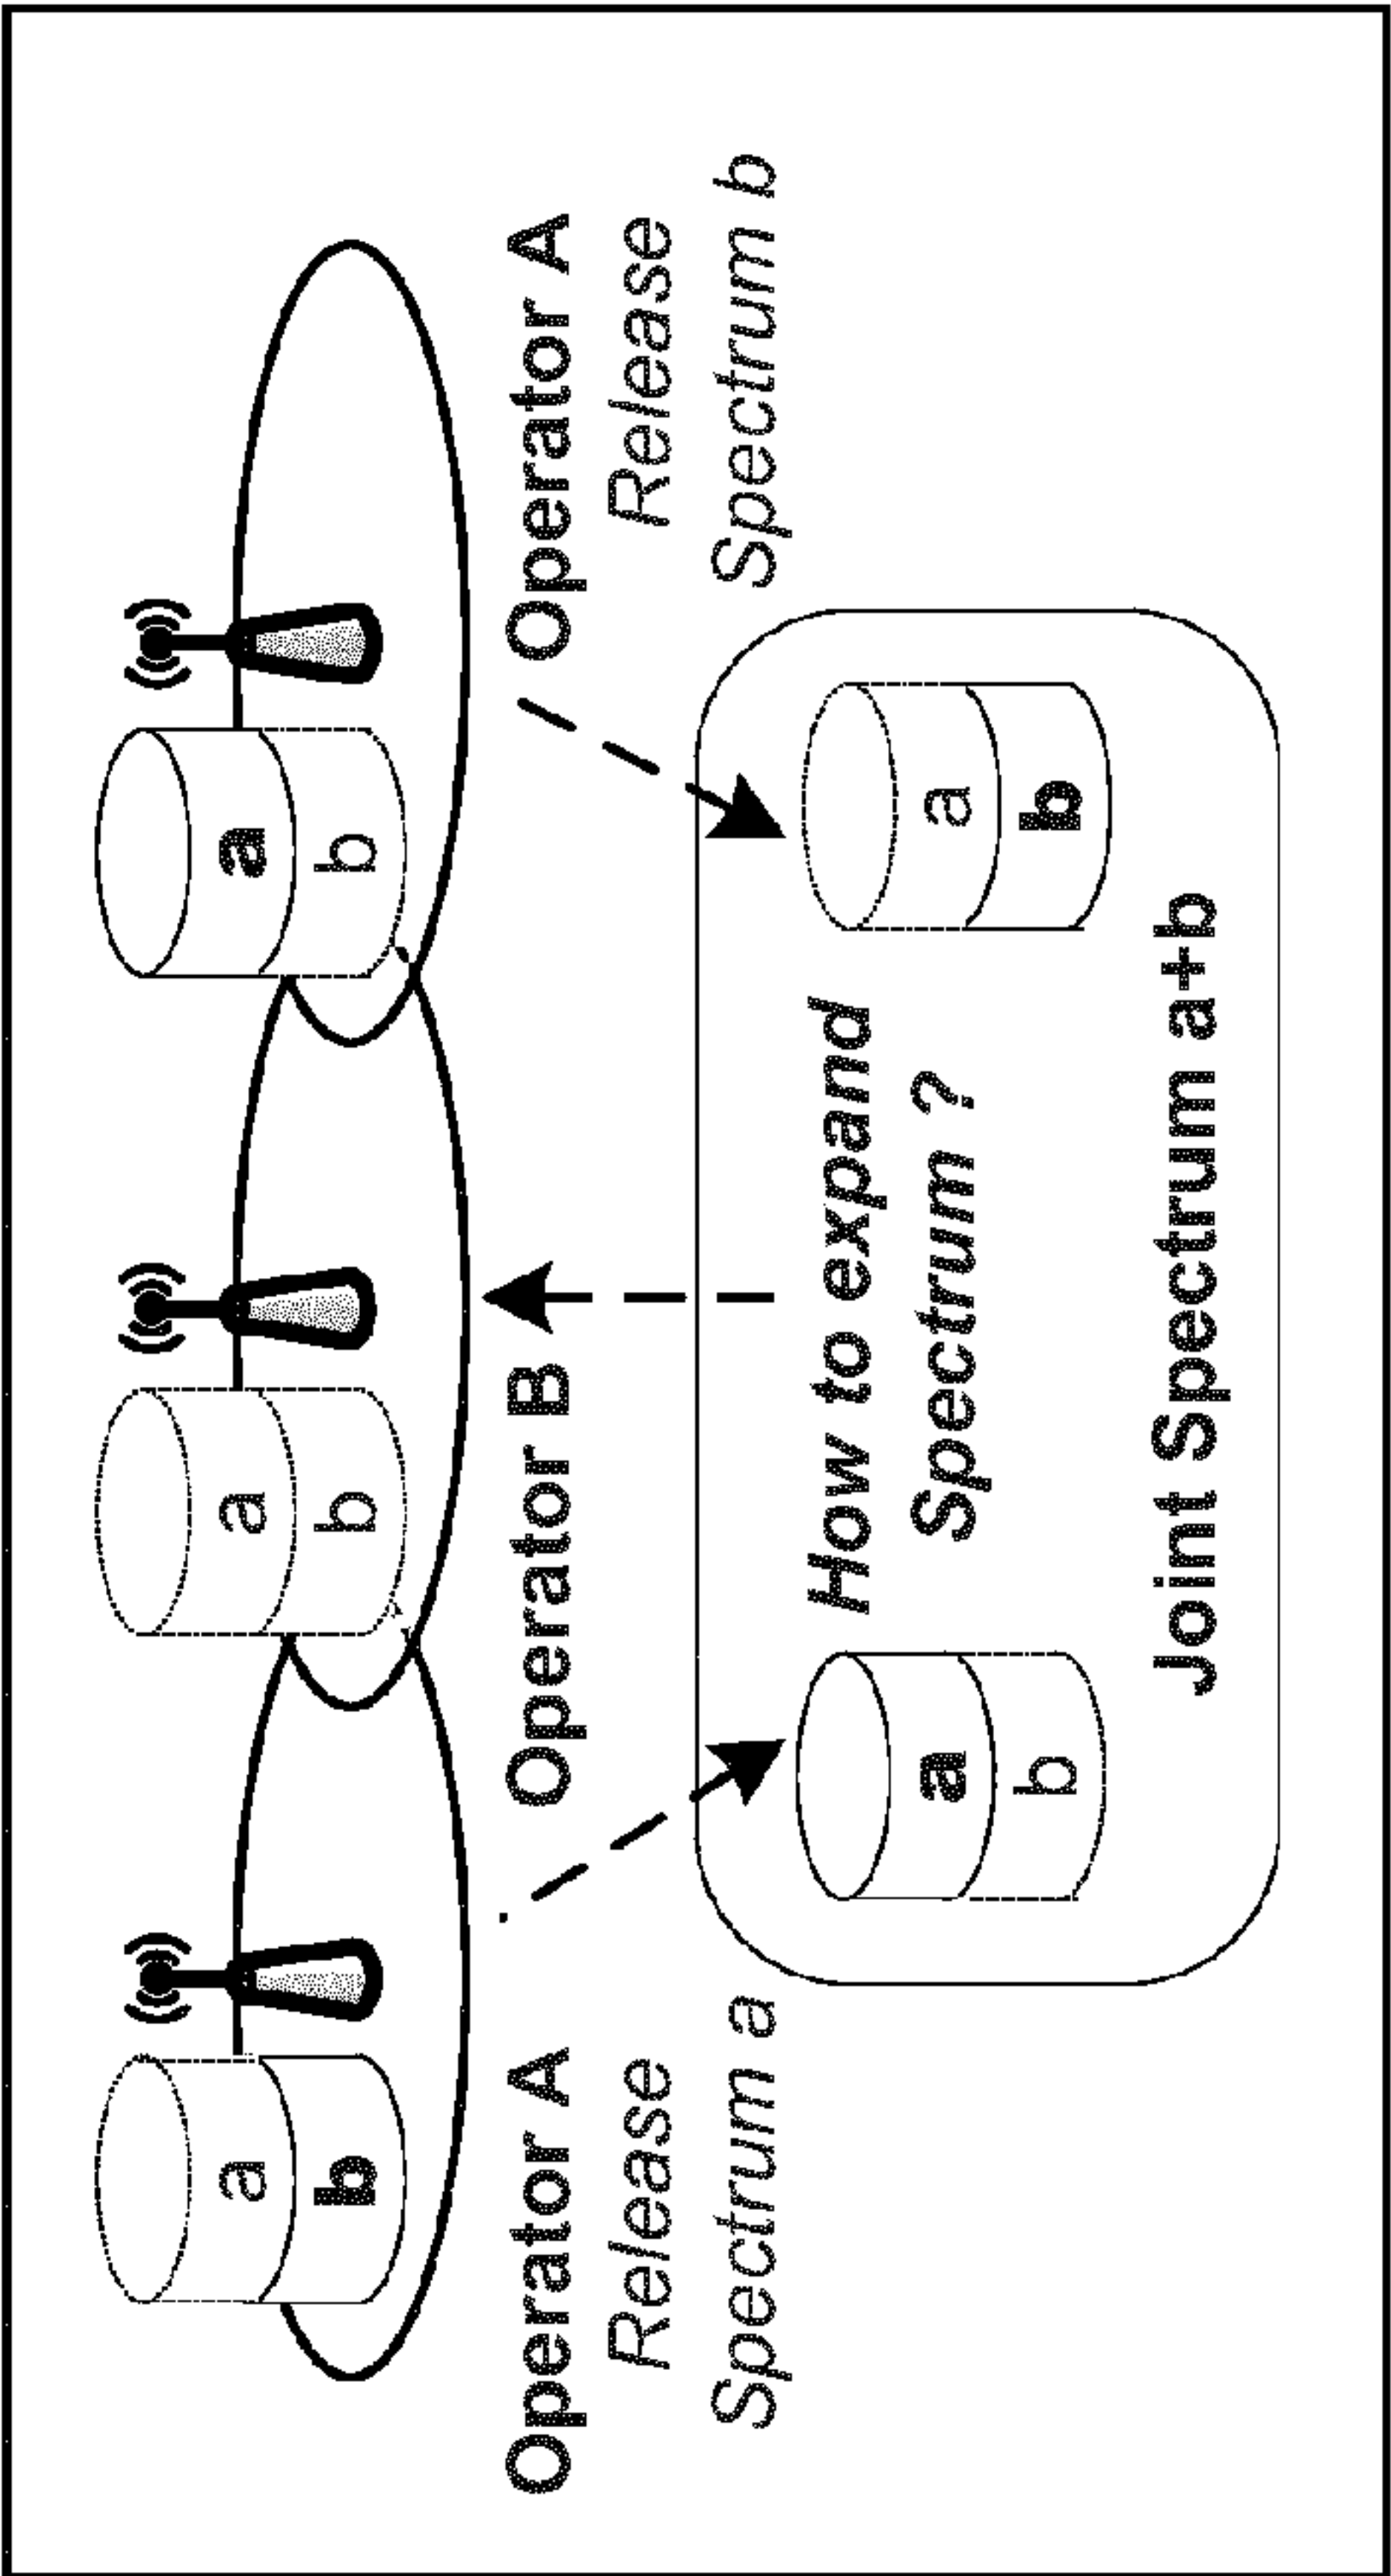 a
b
a
b
a
b
Operator A
Release
Spectrum a
Operator B
Operator A
Release
Spectrum b
a
b
How to expand
Spectrum ?
a
b
Joint Spectrum a+b